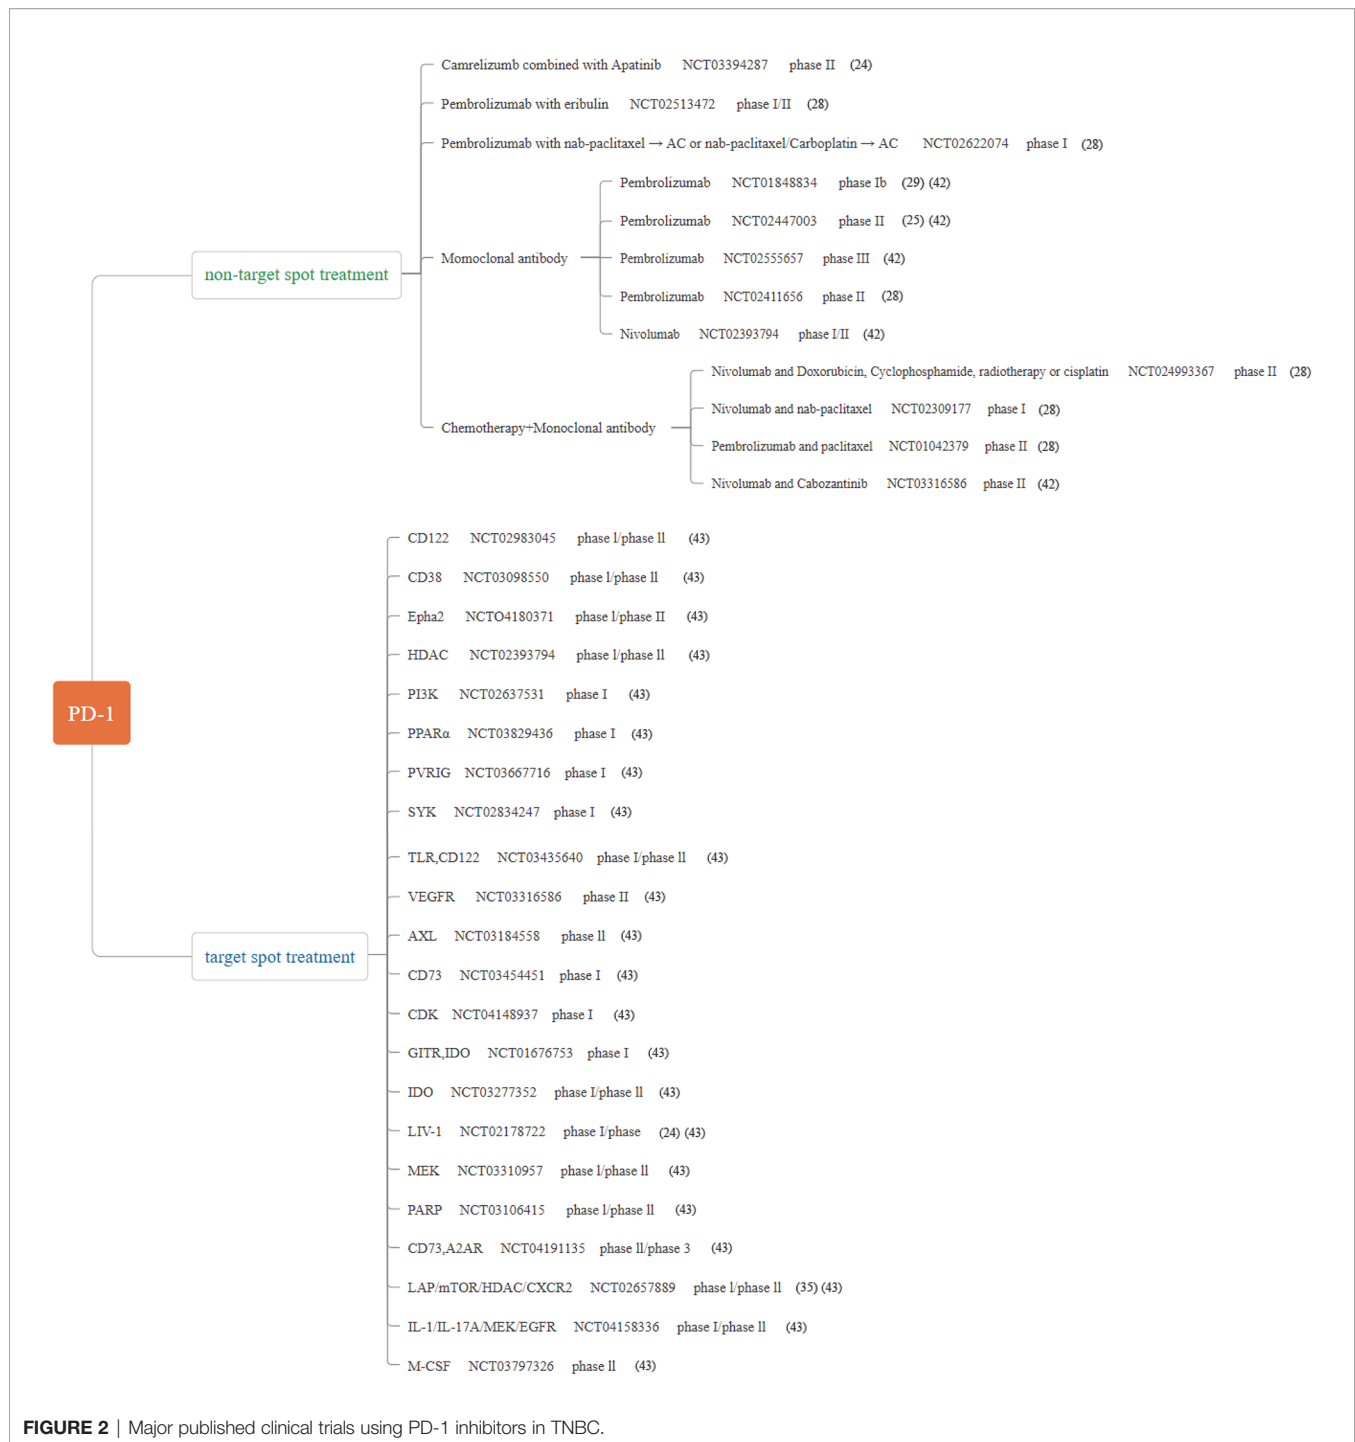 Camrelizumb combined with Apatinib NCT03394287 phase II (24)
Pembrolizumab with eribulin NCT02513472 phase I/II (28)
Pembrolizumab with nab-paclitaxel → AC or nab-paclitaxel/Carboplatin → AC NCT02622074 phase I (28)
Pembrolizumab NCT01848834 phase Ib (29) (42)
Pembrolizumab NCT02447003 phase II (25) (42)
Momoclonal antibody
Pembrolizumab NCT02555657 phase III (42)
non-target spot treatment
Pembrolizumab NCT02411656 phase II (28)
Nivolumab NCT02393794 phase I/II (42)
Nivolumab and Doxorubicin, Cyclophosphamide, radiotherapy or cisplatin NCT024993367 phase II (28)
Nivolumab and nab-paclitaxel NCT02309177 phase I (28)
Chemotherapy+Monoclonal antibody
Pembrolizumab and paclitaxel NCT01042379 phase II (28)
Nivolumab and Cabozantinib NCT03316586 phase II (42)
CD122 NCT02983045 phase l/phase ll (43)
CD38 NCT03098550 phase l/phase ll (43)
Epha2 NCTO4180371 phase l/phase II (43)
HDAC NCT02393794 phase l/phase ll (43)
PI3K NCT02637531 phase I (43)
PD-1
PPARα NCT03829436 phase I (43)
PVRIG NCT03667716 phase I (43)
SYK NCT02834247 phase I (43)
TLR,CD122 NCT03435640 phase I/phase ll (43)
VEGFR NCT03316586 phase II (43)
AXL NCT03184558 phase ll (43)
target spot treatment
CD73 NCT03454451 phase I (43)
CDK NCT04148937 phase I (43)
GITR,IDO NCT01676753 phase I (43)
IDO NCT03277352 phase I/phase ll (43)
LIV-1 NCT02178722 phase I/phase (24) (43)
MEK NCT03310957 phase l/phase ll (43)
PARP NCT03106415 phase l/phase ll (43)
CD73,A2AR NCT04191135 phase ll/phase 3 (43)
LAP/mTOR/HDAC/CXCR2 NCT02657889 phase l/phase ll (35) (43)
IL-1/IL-17A/MEK/EGFR NCT04158336 phase I/phase ll (43)
M-CSF NCT03797326 phase ll (43)
FIGURE 2 | Major published clinical trials using PD-1 inhibitors in TNBC.